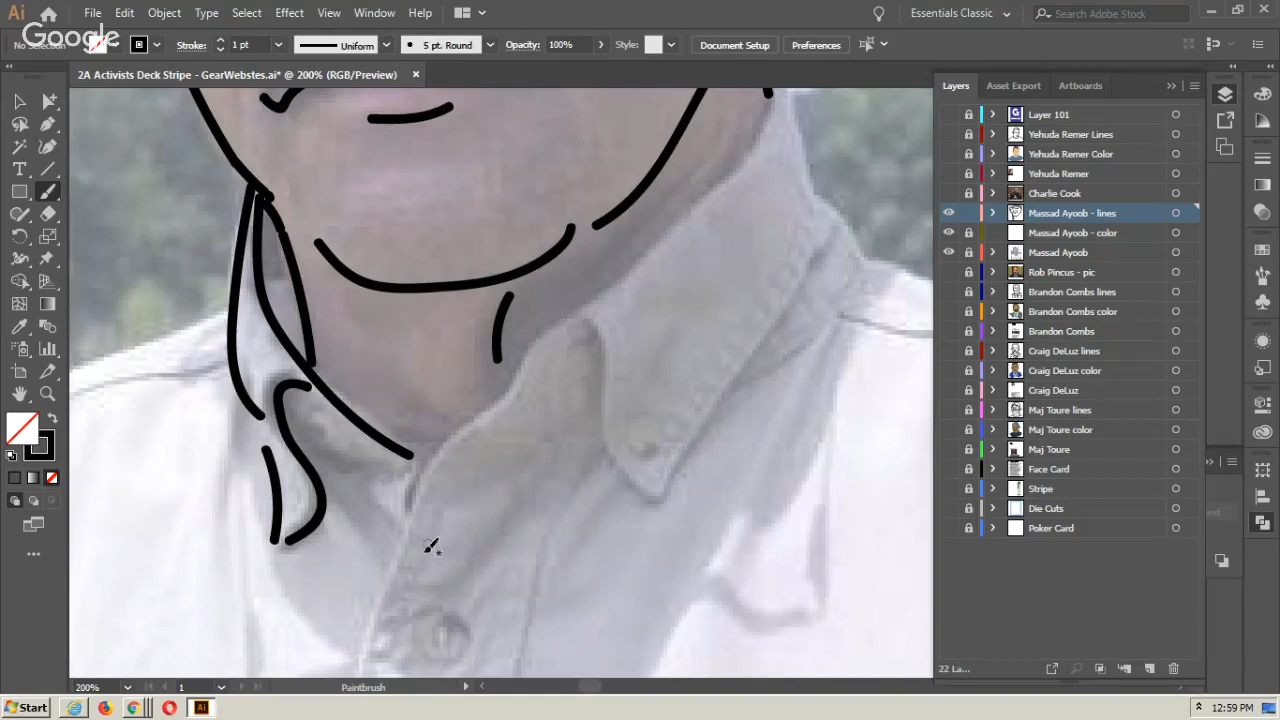 Ai File Edit Object Type Select Effect View Window Help Essentials Classic Search Adobe Stock
Google
No Selection Stroke: 1 pt Uniform 5 pt. Round Opacity: 100% Style: Document Setup Preferences
2A Activists Deck Stripe - GearWebstes.ai* @ 200% (RGB/Preview)
Layers Asset Export Artboards
Layer 101
Yehuda Remer Lines
Yehuda Remer Color
Yehuda Remer
Charlie Cook
Massad Ayoob - lines
Massad Ayoob - color
Massad Ayoob
Rob Pincus - pic
Brandon Combs lines
Brandon Combs color
Brandon Combs
Craig DeLuz lines
Craig DeLuz color
Craig DeLuz
Maj Toure lines
Maj Toure color
Maj Toure
Face Card
Stripe
Die Cuts
Poker Card
22 La...
200% 1 Paintbrush
Start Ai 12:59 PM